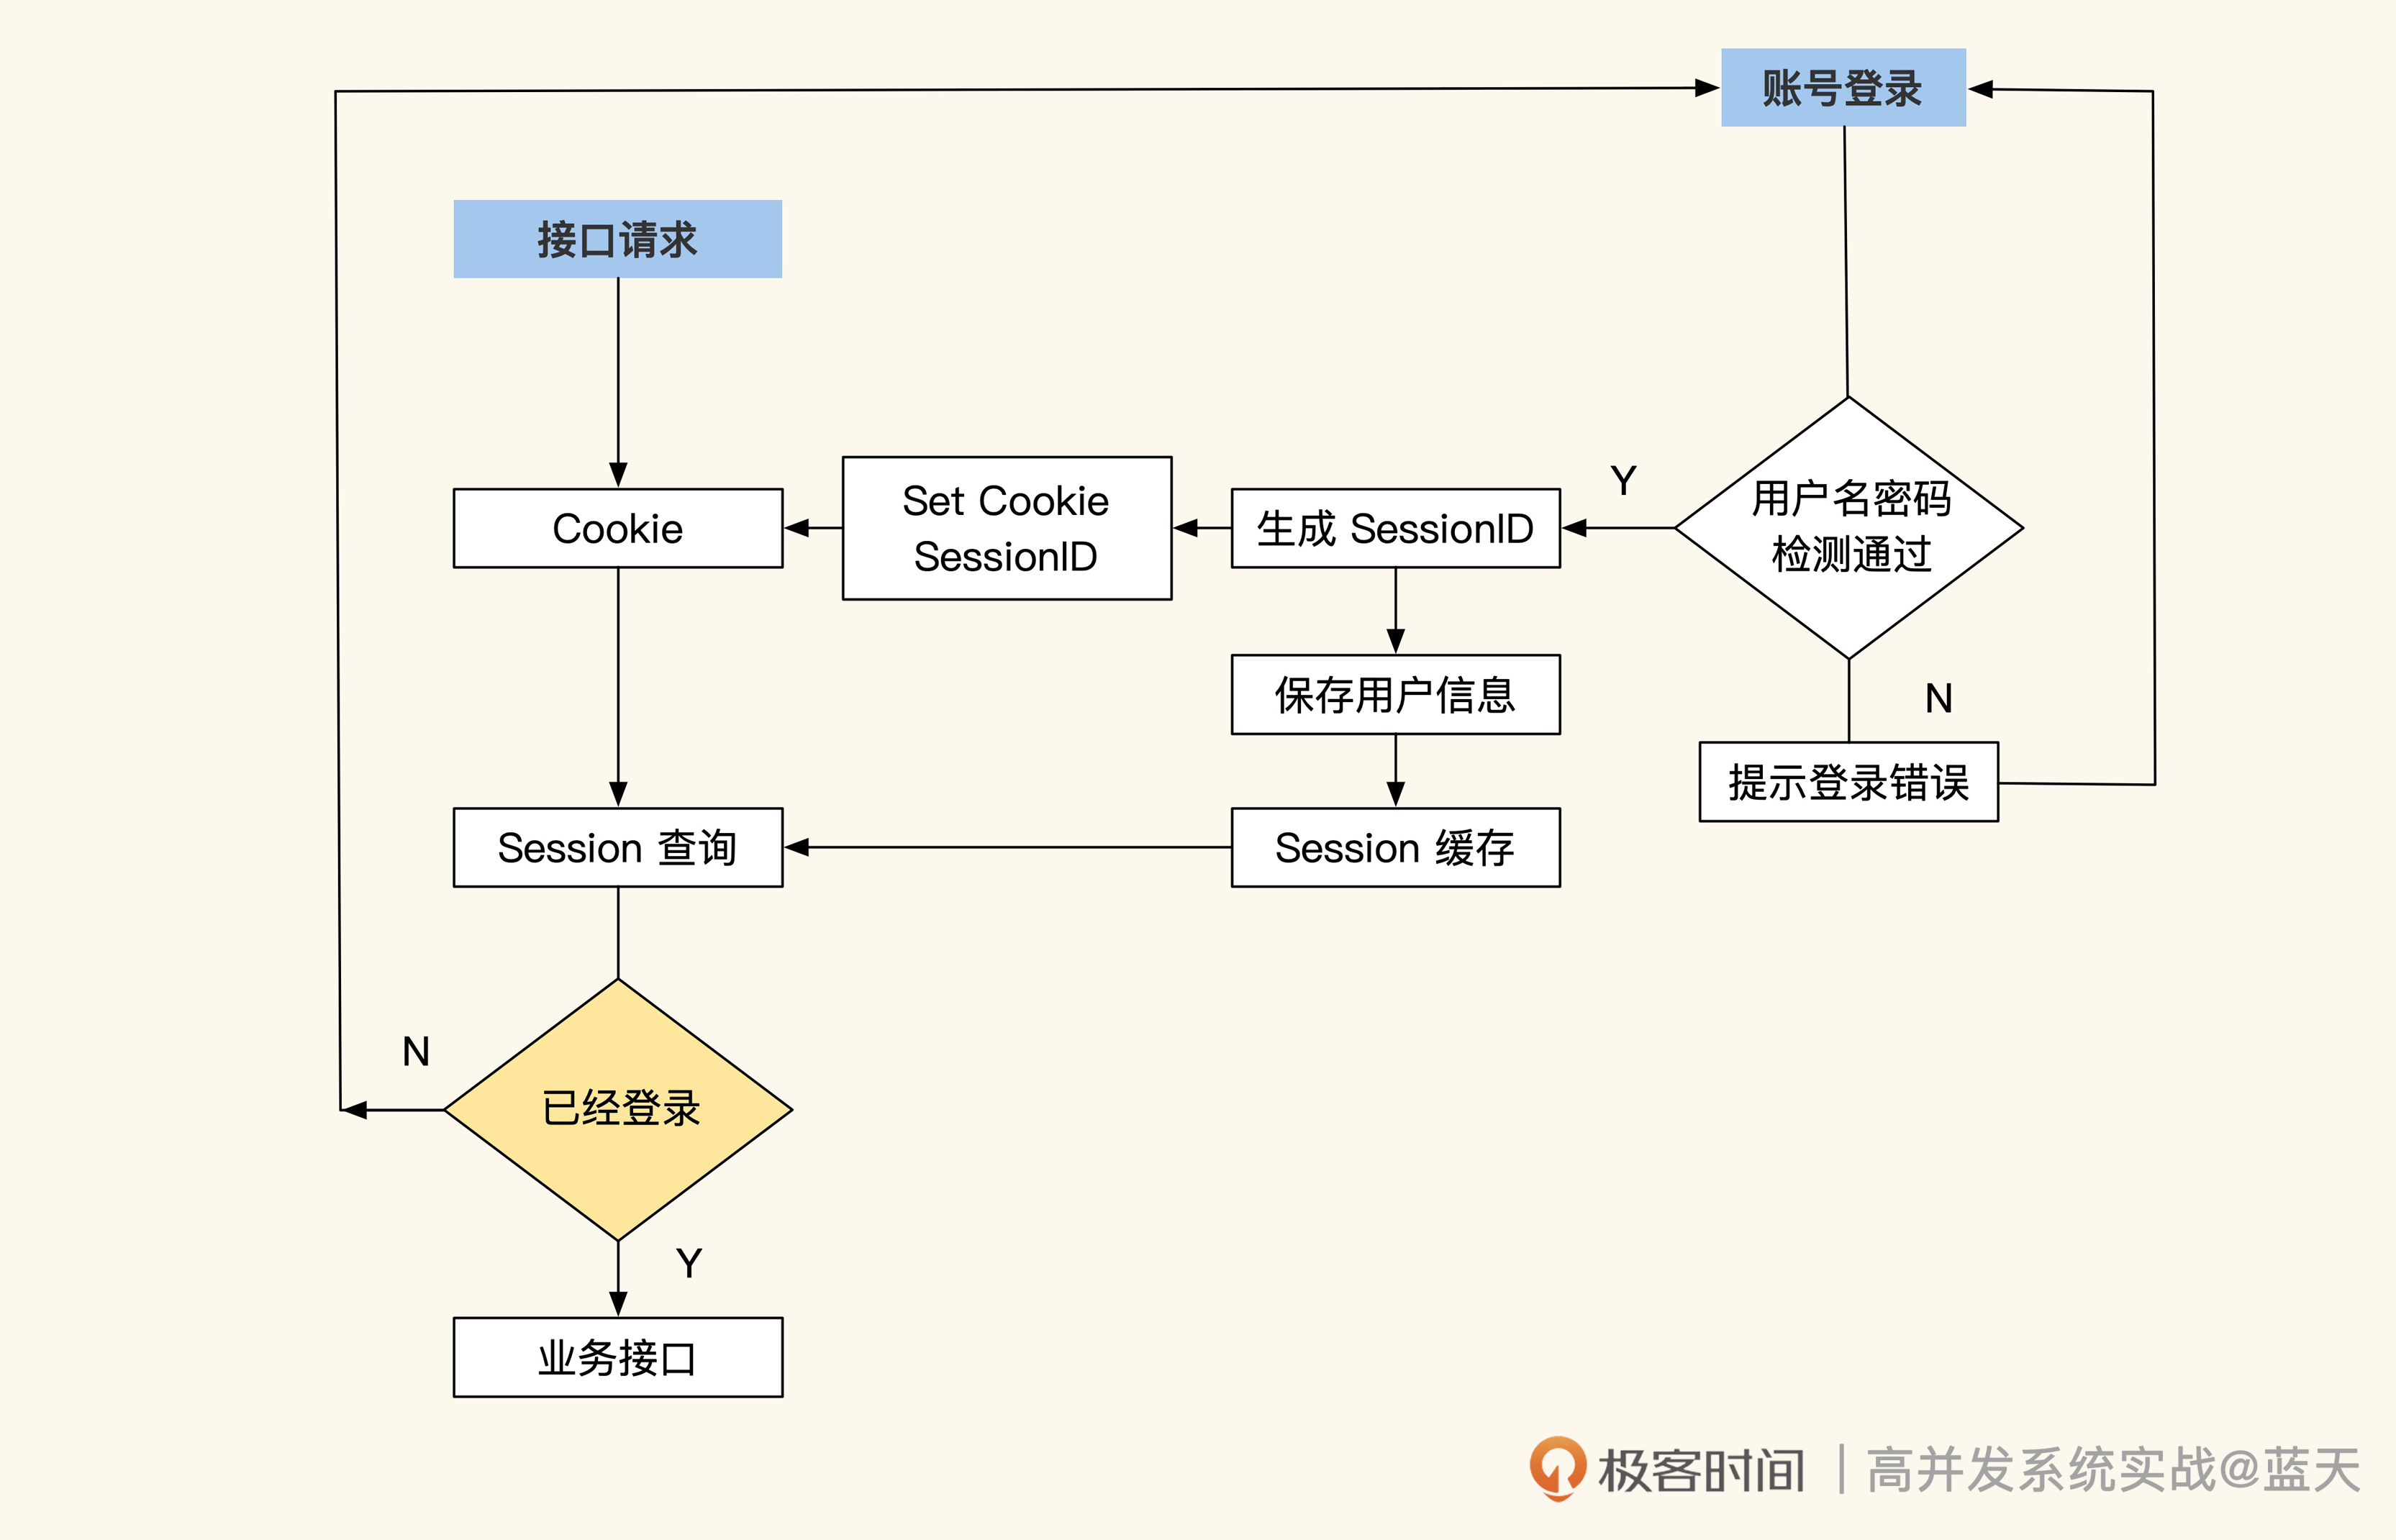 账号登录
接口请求
Cookie
Set Cookie
SessionID
生成 SessionID
Y
用户名密码
检测通过
保存用户信息
N
提示登录错误
Session 查询
Session 缓存
N
已经登录
Y
业务接口
极客时间 | 高并发系统实战@蓝天